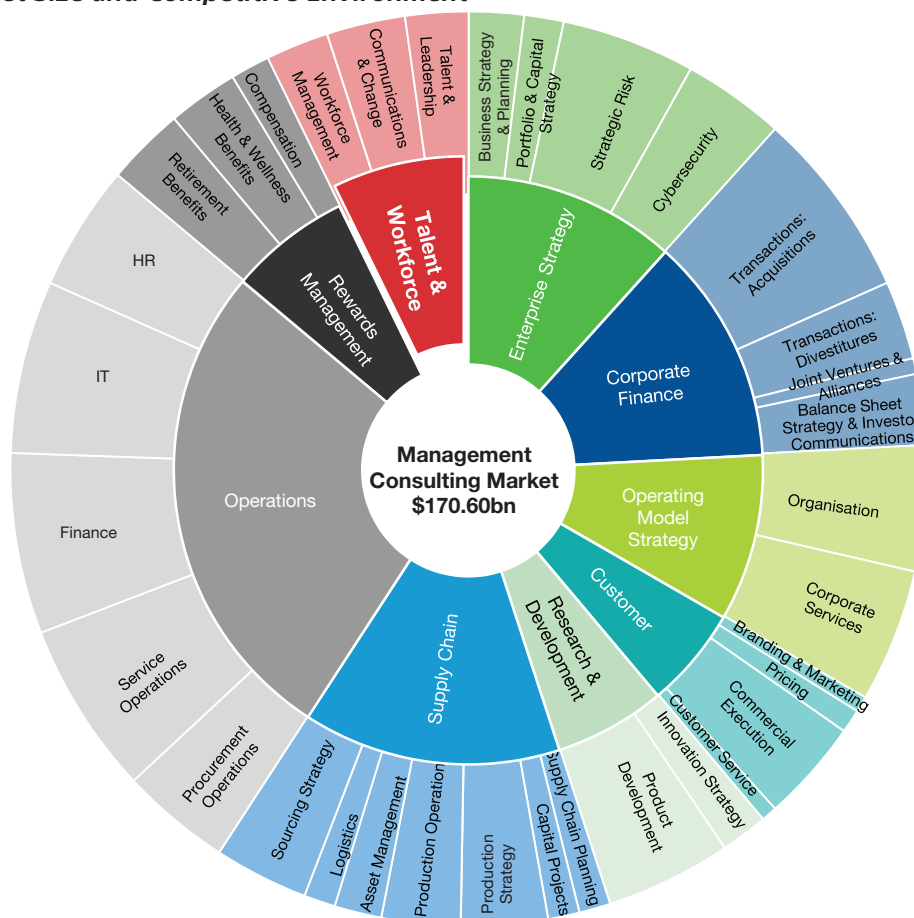 Size and Competitive Environment
Business Strategy
& Planning
Portfolio & Capital
Strategy
Strategic Risk
Cybersecurity
Transactions:
Acquisitions
Transactions:
Divestitures
Joint Ventures &
Alliances
Balance Sheet
Strategy & Investo
Communications
Organisation
Corporate
Services
Branding & Marketing
Pricing
Commercial
Execution
Customer Service
Innovation Strategy
Product
Development
Supply Chain Planning
Capital Projects
Production
Strategy
Production Operation
Asset Management
Logistics
Sourcing Strategy
Procurement
Operations
Service
Operations
Finance
IT
HR
Retirement
Benefits
Health & Wellness
Benefits
Compensation
Workforce
Management
Communications
& Change
Talent &
Leadership
Enterprise Strategy
Corporate
Finance
Operating
Model
Strategy
Customer
Research &
Development
Supply Chain
Operations
Rewards
Management
Talent &
Workforce
Management
Consulting Market
$170.60bn